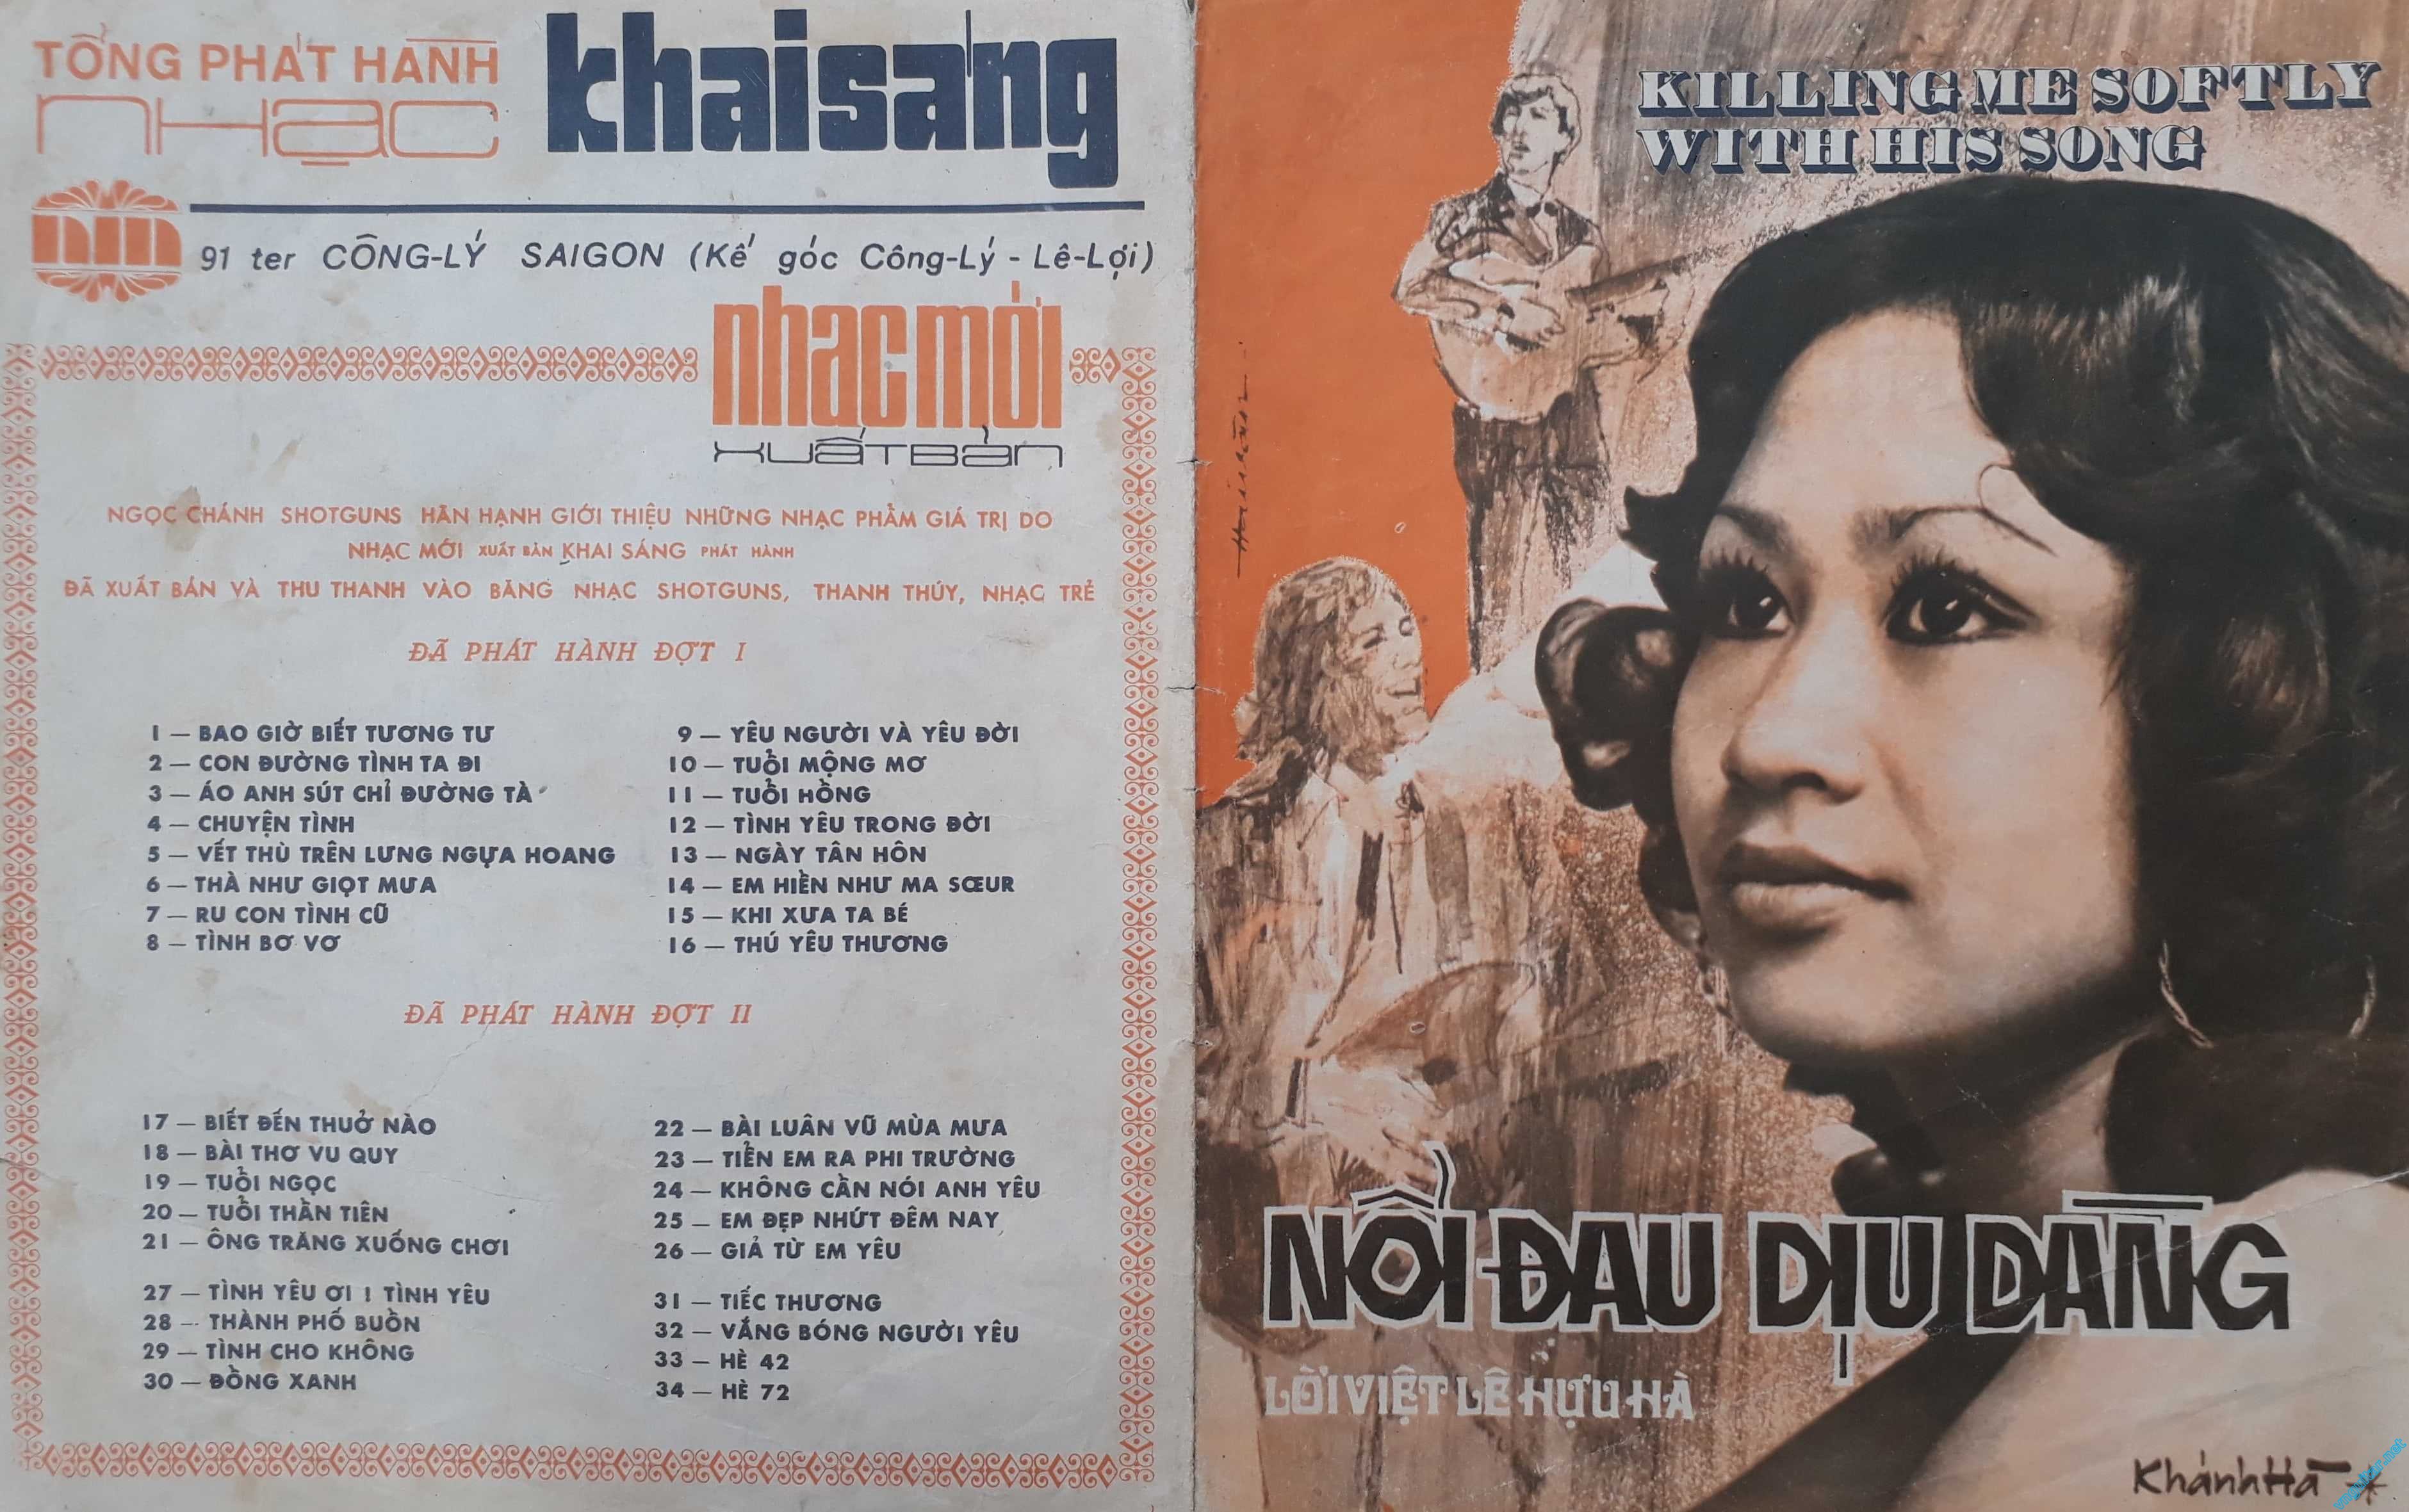 TỔNG PHÁT HÀNH
NHẠC
khai sáng
NM
91 ter CÔNG-LÝ SAIGON (Kế góc Công-Lý - Lê-Lợi)
nhạc mới
XUẤT BẢN
NGỌC CHÁNH SHOTGUNS HÂN HẠNH GIỚI THIỆU NHỮNG NHẠC PHẨM GIÁ TRỊ DO
NHẠC MỚI XUẤT BẢN KHAI SÁNG PHÁT HÀNH
ĐÃ XUẤT BẢN VÀ THU THANH VÀO BĂNG NHẠC SHOTGUNS, THANH THÚY, NHẠC TRẺ
ĐÃ PHÁT HÀNH ĐỢT I
1 — BAO GIỜ BIẾT TƯƠNG TƯ
2 — CON ĐƯỜNG TÌNH TA ĐI
3 — ÁO ANH SÚT CHỈ ĐƯỜNG TÀ
4 — CHUYỆN TÌNH
5 — VẾT THÙ TRÊN LƯNG NGỰA HOANG
6 — THÀ NHƯ GIỌT MƯA
7 — RU CON TÌNH CŨ
8 — TÌNH BƠ VƠ
9 — YÊU NGƯỜI VÀ YÊU ĐỜI
10 — TUỔI MỘNG MƠ
11 — TUỔI HỒNG
12 — TÌNH YÊU TRONG ĐỜI
13 — NGÀY TÂN HÔN
14 — EM HIỀN NHƯ MA SŒUR
15 — KHI XƯA TA BÉ
16 — THÚ YÊU THƯƠNG
ĐÃ PHÁT HÀNH ĐỢT II
17 — BIẾT ĐẾN THUỞ NÀO
18 — BÀI THƠ VU QUY
19 — TUỔI NGỌC
20 — TUỔI THẦN TIÊN
21 — ÔNG TRĂNG XUỐNG CHƠI
22 — BÀI LUÂN VŨ MÙA MƯA
23 — TIỄN EM RA PHI TRƯỜNG
24 — KHÔNG CẦN NÓI ANH YÊU
25 — EM ĐẸP NHỨT ĐÊM NAY
26 — GIẢ TỪ EM YÊU
27 — TÌNH YÊU ƠI ! TÌNH YÊU
28 — THÀNH PHỐ BUỒN
29 — TÌNH CHO KHÔNG
30 — ĐỒNG XANH
31 — TIẾC THƯƠNG
32 — VẮNG BÓNG NGƯỜI YÊU
33 — HÈ 42
34 — HÈ 72
KILLING ME SOFTLY
WITH HIS SONG
NỔI ĐAU DỊU DÀNG
LỜI VIỆT LÊ HỰU HÀ
Khánh Hà